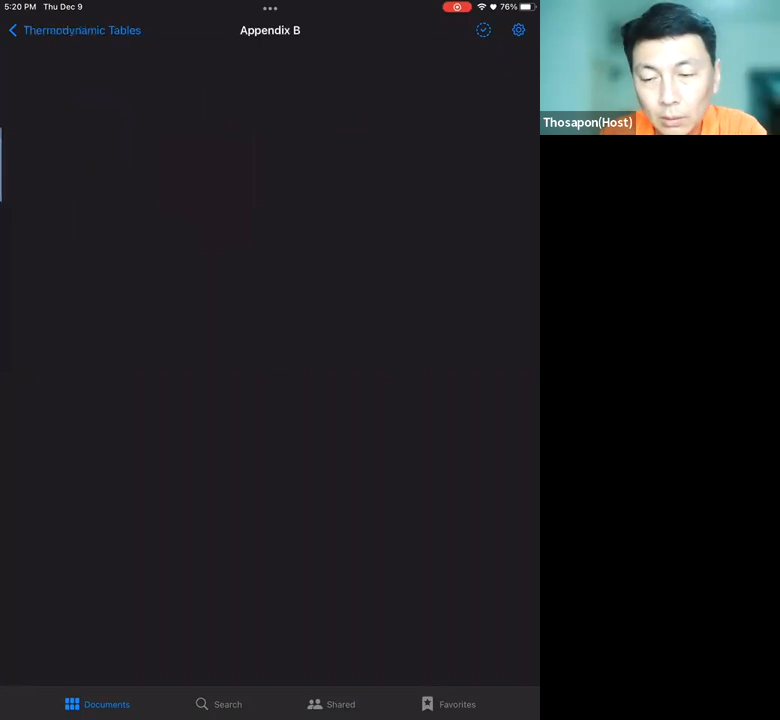 5:20 PM Thu Dec 9
76%
Thermodynamic Tables
Appendix B
Thosapon(Host)
Documents
Search
Shared
Favorites